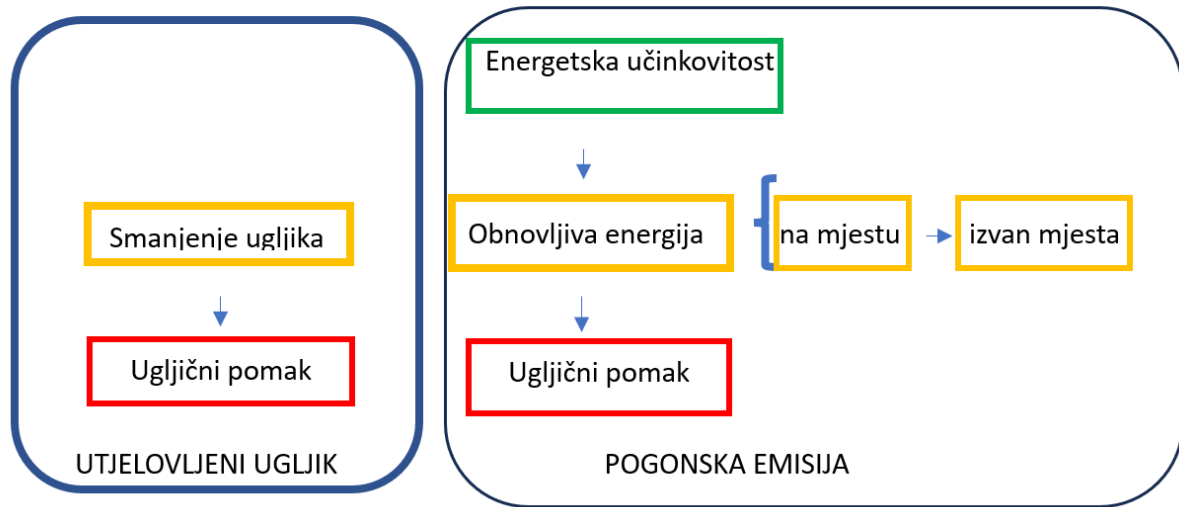 Smanjenje ugljika
Ugljični pomak
UTJELOVLJENI UGLJIK
Energetska učinkovitost
Obnovljiva energija
na mjestu
izvan mjesta
Ugljični pomak
POGONSKA EMISIJA